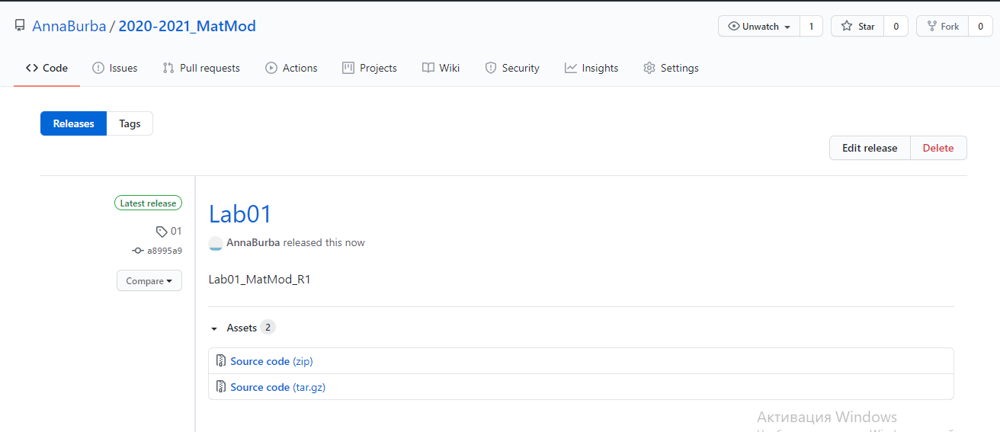 AnnaBurba / 2020-2021_MatMod
Unwatch 1 Star 0 Fork 0
Code Issues Pull requests Actions Projects Wiki Security Insights Settings
Releases Tags
Edit release Delete
Latest release
01
a8995a9
Compare
Lab01
AnnaBurba released this now
Lab01_MatMod_R1
Assets 2
Source code (zip)
Source code (tar.gz)
Активация Windows